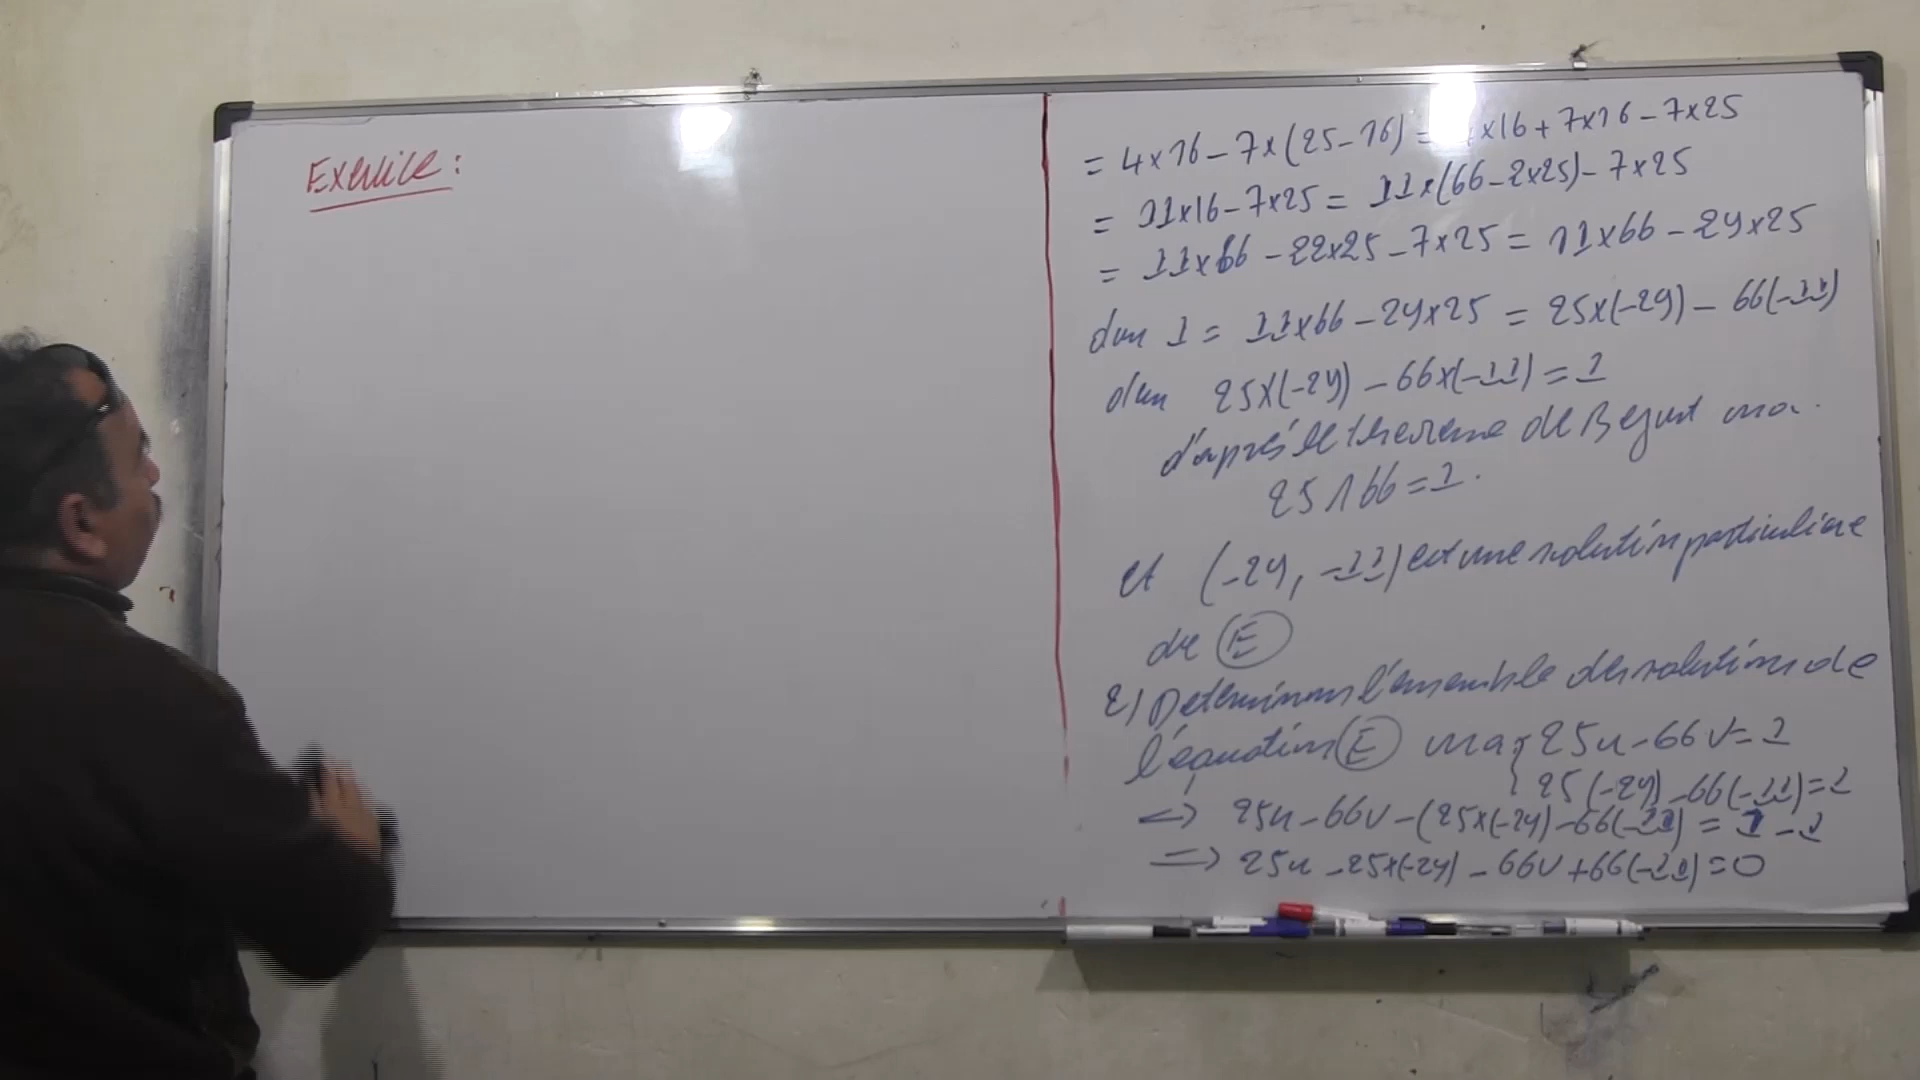 Exercice :
= 4×16 - 7×(25-16) = 4×16 + 7×16 - 7×25
= 11×16 - 7×25 = 11×(66-2×25) - 7×25
= 11×66 - 22×25 - 7×25 = 11×66 - 29×25
donc 1 = 11×66 - 29×25 = 25×(-29) - 66(-11)
donc 25×(-29) - 66×(-11) = 1
d'après le théorème de Bezout on a
25∧66 = 1.
et (-29, -11) est une solution particulière
de (E)
2/ Déterminons l'ensemble des solutions de
l'équation (E) on a { 25u - 66v = 1
25(-29) - 66(-11) = 1
<=> 25u - 66v - (25×(-29) - 66(-11)) = 1 - 1
=> 25u - 25×(-29) - 66v + 66(-11) = 0